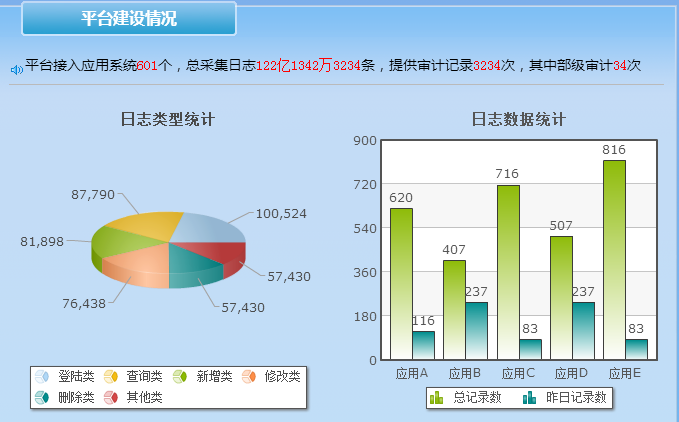 平台建设情况
平台接入应用系统601个，总采集日志122亿1342万3234条，提供审计记录3234次，其中部级审计34次
日志类型统计
87,790
100,524
81,898
57,430
76,438
57,430
登陆类 查询类 新增类 修改类
删除类 其他类
日志数据统计
900
816
720
716
620
540
507
407
360
237
237
180
116
83
83
0
应用A 应用B 应用C 应用D 应用E
总记录数 昨日记录数